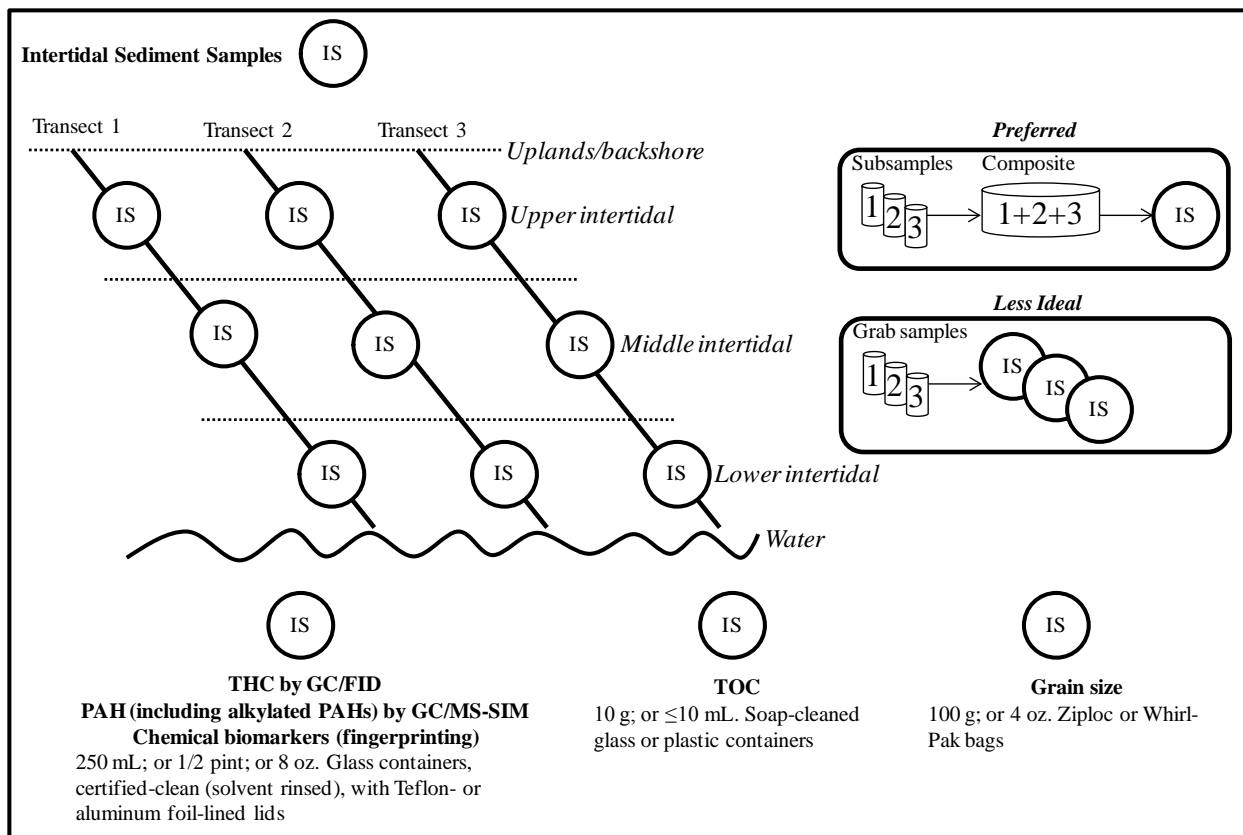 Intertidal Sediment Samples
IS
Transect 1
Transect 2
Transect 3
Uplands/backshore
IS
IS
IS
Upper intertidal
IS
IS
IS
Middle intertidal
IS
IS
IS
Lower intertidal
Water
Preferred
Subsamples
Composite
1
2
3
1+2+3
IS
Less Ideal
Grab samples
1
2
3
IS
IS
IS
IS
THC by GC/FID
PAH (including alkylated PAHs) by GC/MS-SIM
Chemical biomarkers (fingerprinting)
250 mL; or 1/2 pint; or 8 oz. Glass containers,
certified-clean (solvent rinsed), with Teflon- or
aluminum foil-lined lids
IS
TOC
10 g; or ≤10 mL. Soap-cleaned
glass or plastic containers
IS
Grain size
100 g; or 4 oz. Ziploc or Whirl-
Pak bags